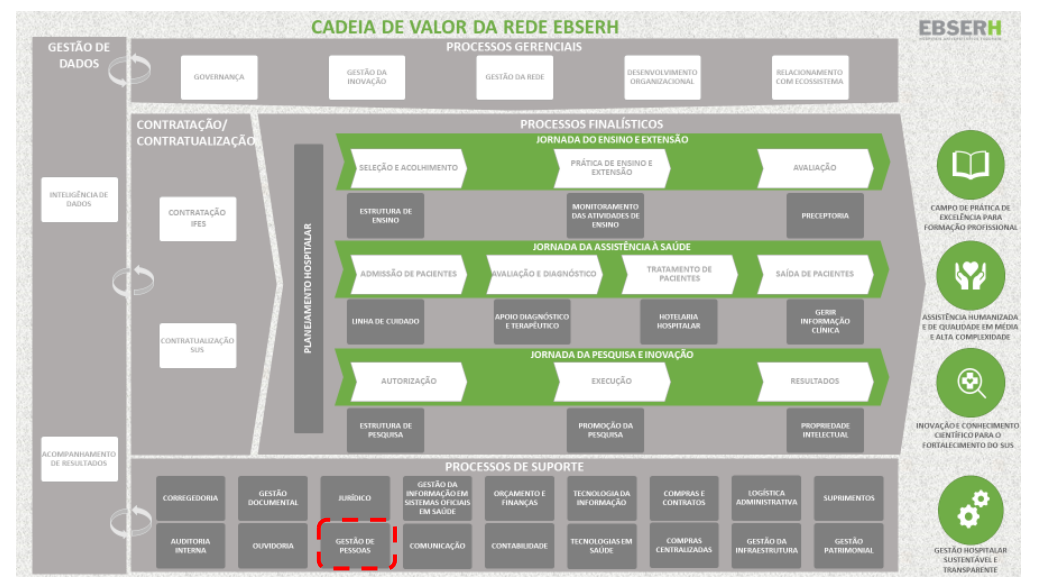 CADEIA DE VALOR DA REDE EBSERH
EBSERH
GESTÃO DE
DADOS
PROCESSOS GERENCIAIS
GOVERNANÇA
GESTÃO DA
INOVAÇÃO
GESTÃO DA REDE
DESENVOLVIMENTO
ORGANIZACIONAL
RELACIONAMENTO
COM ECOSSISTEMA
INTELIGÊNCIA DE
DADOS
ACOMPANHAMENTO
DE RESULTADOS
CONTRATAÇÃO/
CONTRATUALIZAÇÃO
CONTRATAÇÃO
IFES
CONTRATUALIZAÇÃO
SUS
PROCESSOS FINALÍSTICOS
PLANEJAMENTO HOSPITALAR
JORNADA DO ENSINO E EXTENSÃO
SELEÇÃO E ACOLHIMENTO
PRÁTICA DE ENSINO E
EXTENSÃO
AVALIAÇÃO
ESTRUTURA DE
ENSINO
MONITORAMENTO
DAS ATIVIDADES DE
ENSINO
PRECEPTORIA
JORNADA DA ASSISTÊNCIA À SAÚDE
ADMISSÃO DE PACIENTES
AVALIAÇÃO E DIAGNÓSTICO
TRATAMENTO DE
PACIENTES
SAÍDA DE PACIENTES
LINHA DE CUIDADO
APOIO DIAGNÓSTICO
E TERAPÊUTICO
HOTELARIA
HOSPITALAR
GERIR
INFORMAÇÃO
CLÍNICA
JORNADA DA PESQUISA E INOVAÇÃO
AUTORIZAÇÃO
EXECUÇÃO
RESULTADOS
ESTRUTURA DE
PESQUISA
PROMOÇÃO DA
PESQUISA
PROPRIEDADE
INTELECTUAL
CAMPO DE PRÁTICA DE
EXCELÊNCIA PARA
FORMAÇÃO PROFISSIONAL
ASSISTÊNCIA HUMANIZADA
E DE QUALIDADE EM MÉDIA
E ALTA COMPLEXIDADE
INOVAÇÃO E CONHECIMENTO
CIENTÍFICO PARA O
FORTALECIMENTO DO SUS
GESTÃO HOSPITALAR
SUSTENTÁVEL E
TRANSPARENTE
PROCESSOS DE SUPORTE
CORREGEDORIA
GESTÃO
DOCUMENTAL
JURÍDICO
GESTÃO DA
INFORMAÇÃO EM
SISTEMAS OFICIAIS
EM SAÚDE
ORÇAMENTO E
FINANÇAS
TECNOLOGIA DA
INFORMAÇÃO
COMPRAS E
CONTRATOS
LOGÍSTICA
ADMINISTRATIVA
SUPRIMENTOS
AUDITORIA
INTERNA
OUVIDORIA
GESTÃO DE
PESSOAS
COMUNICAÇÃO
CONTABILIDADE
TECNOLOGIAS EM
SAÚDE
COMPRAS
CENTRALIZADAS
GESTÃO DA
INFRAESTRUTURA
GESTÃO
PATRIMONIAL